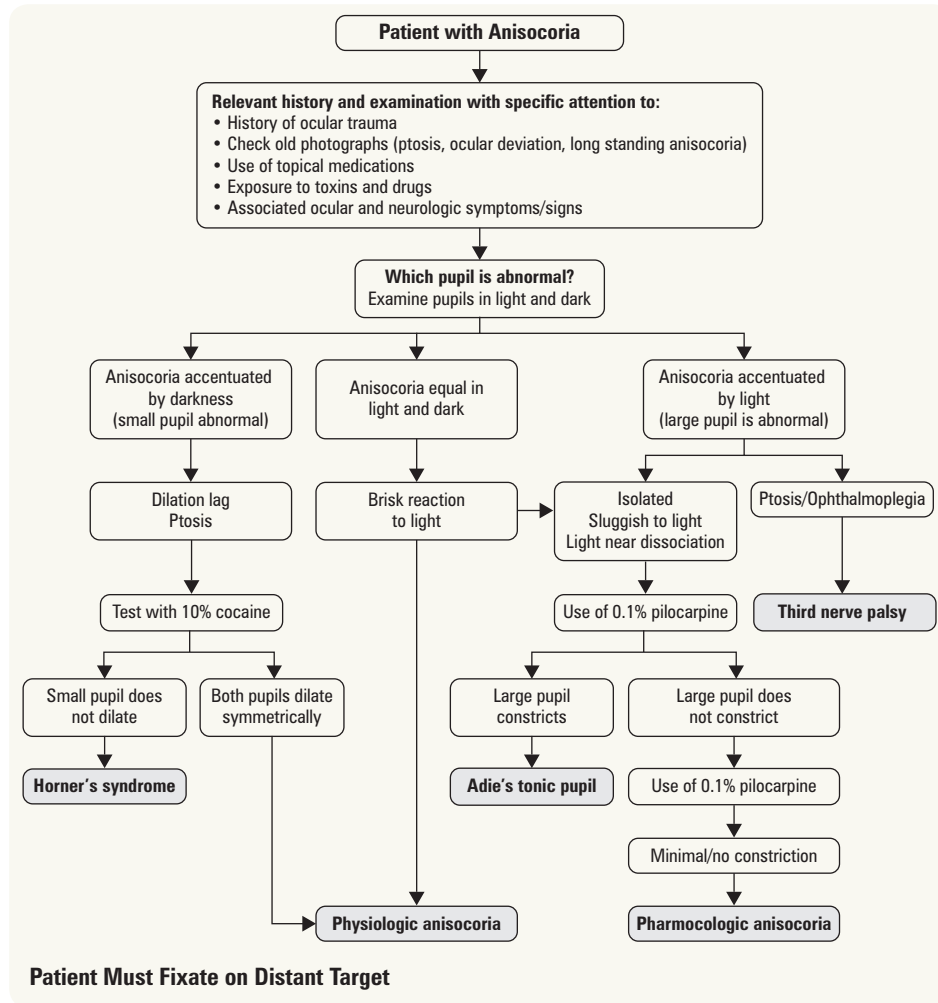 Patient with Anisocoria
Relevant history and examination with specific attention to:
• History of ocular trauma
• Check old photographs (ptosis, ocular deviation, long standing anisocoria)
• Use of topical medications
• Exposure to toxins and drugs
• Associated ocular and neurologic symptoms/signs
Which pupil is abnormal?
Examine pupils in light and dark
Anisocoria accentuated
by darkness
(small pupil abnormal)
Anisocoria equal in
light and dark
Anisocoria accentuated
by light
(large pupil is abnormal)
Dilation lag
Ptosis
Brisk reaction
to light
Isolated
Sluggish to light
Light near dissociation
Ptosis/Ophthalmoplegia
Test with 10% cocaine
Use of 0.1% pilocarpine
Third nerve palsy
Small pupil does
not dilate
Both pupils dilate
symmetrically
Large pupil
constricts
Large pupil does
not constrict
Horner's syndrome
Adie's tonic pupil
Use of 0.1% pilocarpine
Minimal/no constriction
Physiologic anisocoria
Pharmocologic anisocoria
Patient Must Fixate on Distant Target